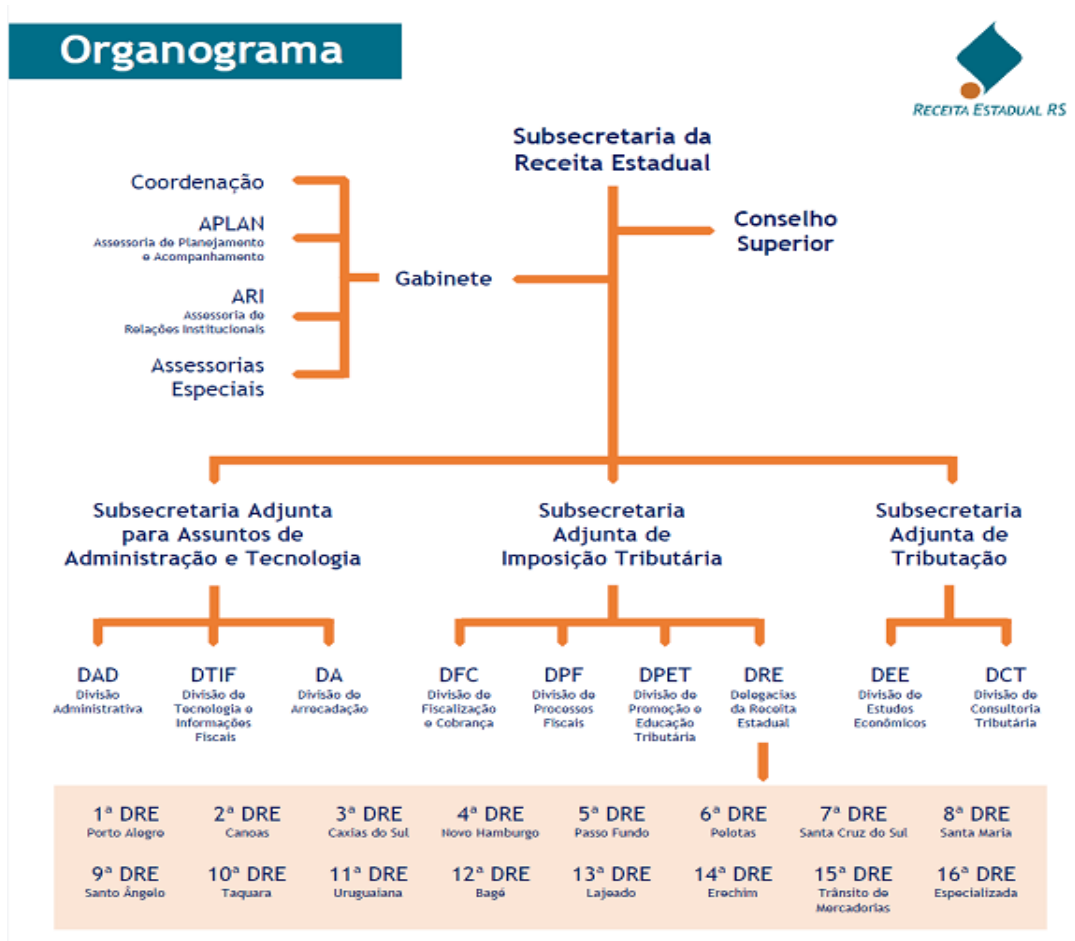 Organograma
RECEITA ESTADUAL RS
Subsecretaria da
Receita Estadual
Conselho
Superior
Gabinete
Coordenação
APLAN
Assessoria de Planejamento
e Acompanhamento
ARI
Assessoria de
Relações Institucionais
Assessorias
Especiais
Subsecretaria Adjunta
para Assuntos de
Administração e Tecnologia
Subsecretaria
Adjunta de
Imposição Tributária
Subsecretaria
Adjunta de
Tributação
DAD
Divisão
Administrativa
DTIF
Divisão de
Tecnologia e
Informações
Fiscais
DA
Divisão de
Arrecadação
DFC
Divisão de
Fiscalização
e Cobrança
DPF
Divisão de
Processos
Fiscais
DPET
Divisão de
Promoção e
Educação
Tributária
DRE
Delegacias
da Receita
Estadual
DEE
Divisão de
Estudos
Econômicos
DCT
Divisão de
Consultoria
Tributária
1ª DRE
Porto Alegre
2ª DRE
Canoas
3ª DRE
Caxias do Sul
4ª DRE
Novo Hamburgo
5ª DRE
Passo Fundo
6ª DRE
Pelotas
7ª DRE
Santa Cruz do Sul
8ª DRE
Santa Maria
9ª DRE
Santo Ângelo
10ª DRE
Taquara
11ª DRE
Uruguaiana
12ª DRE
Bagé
13ª DRE
Lajeado
14ª DRE
Erechim
15ª DRE
Trânsito de
Mercadorias
16ª DRE
Especializada